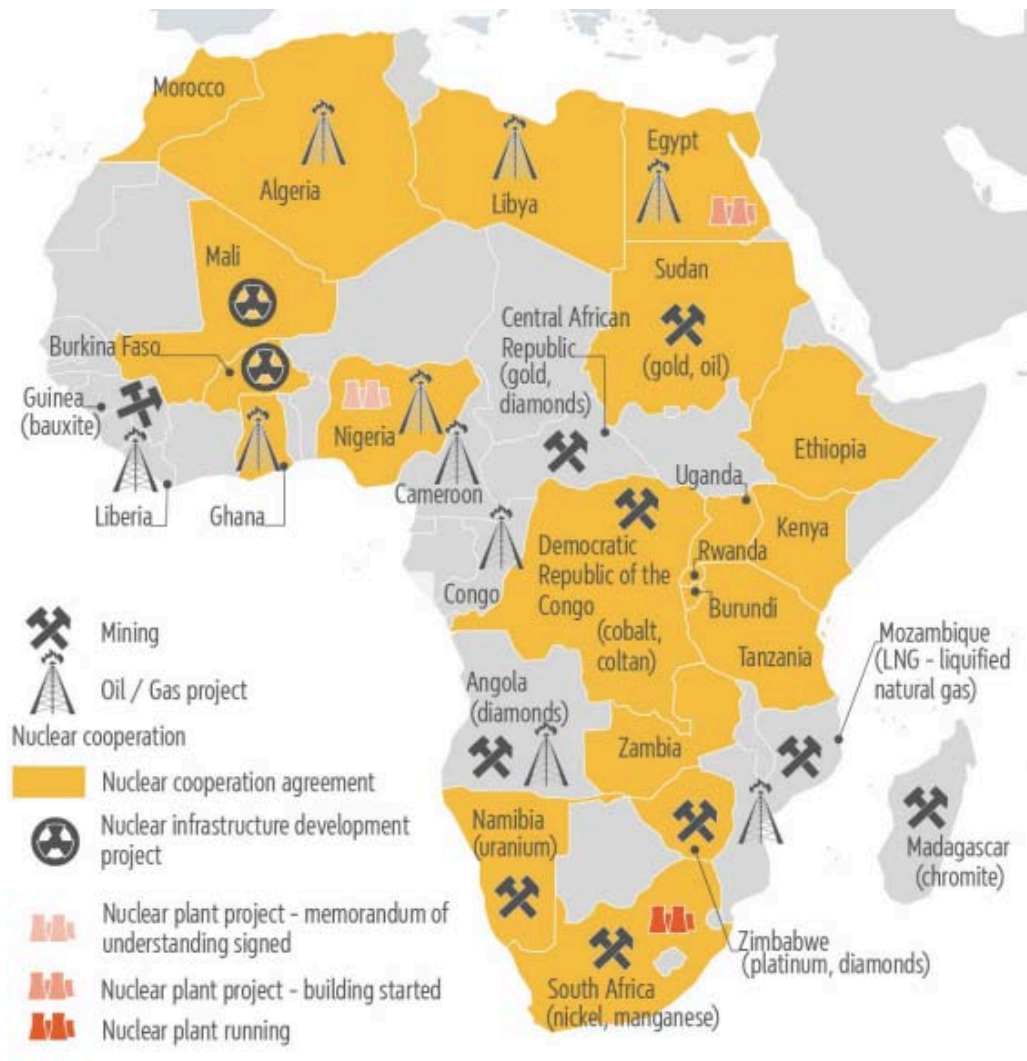 Morocco
Algeria
Libya
Egypt
Mali
Sudan
(gold, oil)
Burkina Faso
Central African
Republic
(gold,
diamonds)
Guinea
(bauxite)
Nigeria
Ethiopia
Liberia
Ghana
Cameroon
Uganda
Kenya
Rwanda
Congo
Democratic
Republic of the
Congo
(cobalt,
coltan)
Burundi
Tanzania
Mozambique
(LNG - liquified
natural gas)
Angola
(diamonds)
Zambia
Namibia
(uranium)
Madagascar
(chromite)
Zimbabwe
(platinum, diamonds)
South Africa
(nickel, manganese)
Mining
Oil / Gas project
Nuclear cooperation
Nuclear cooperation agreement
Nuclear infrastructure development
project
Nuclear plant project - memorandum of
understanding signed
Nuclear plant project - building started
Nuclear plant running